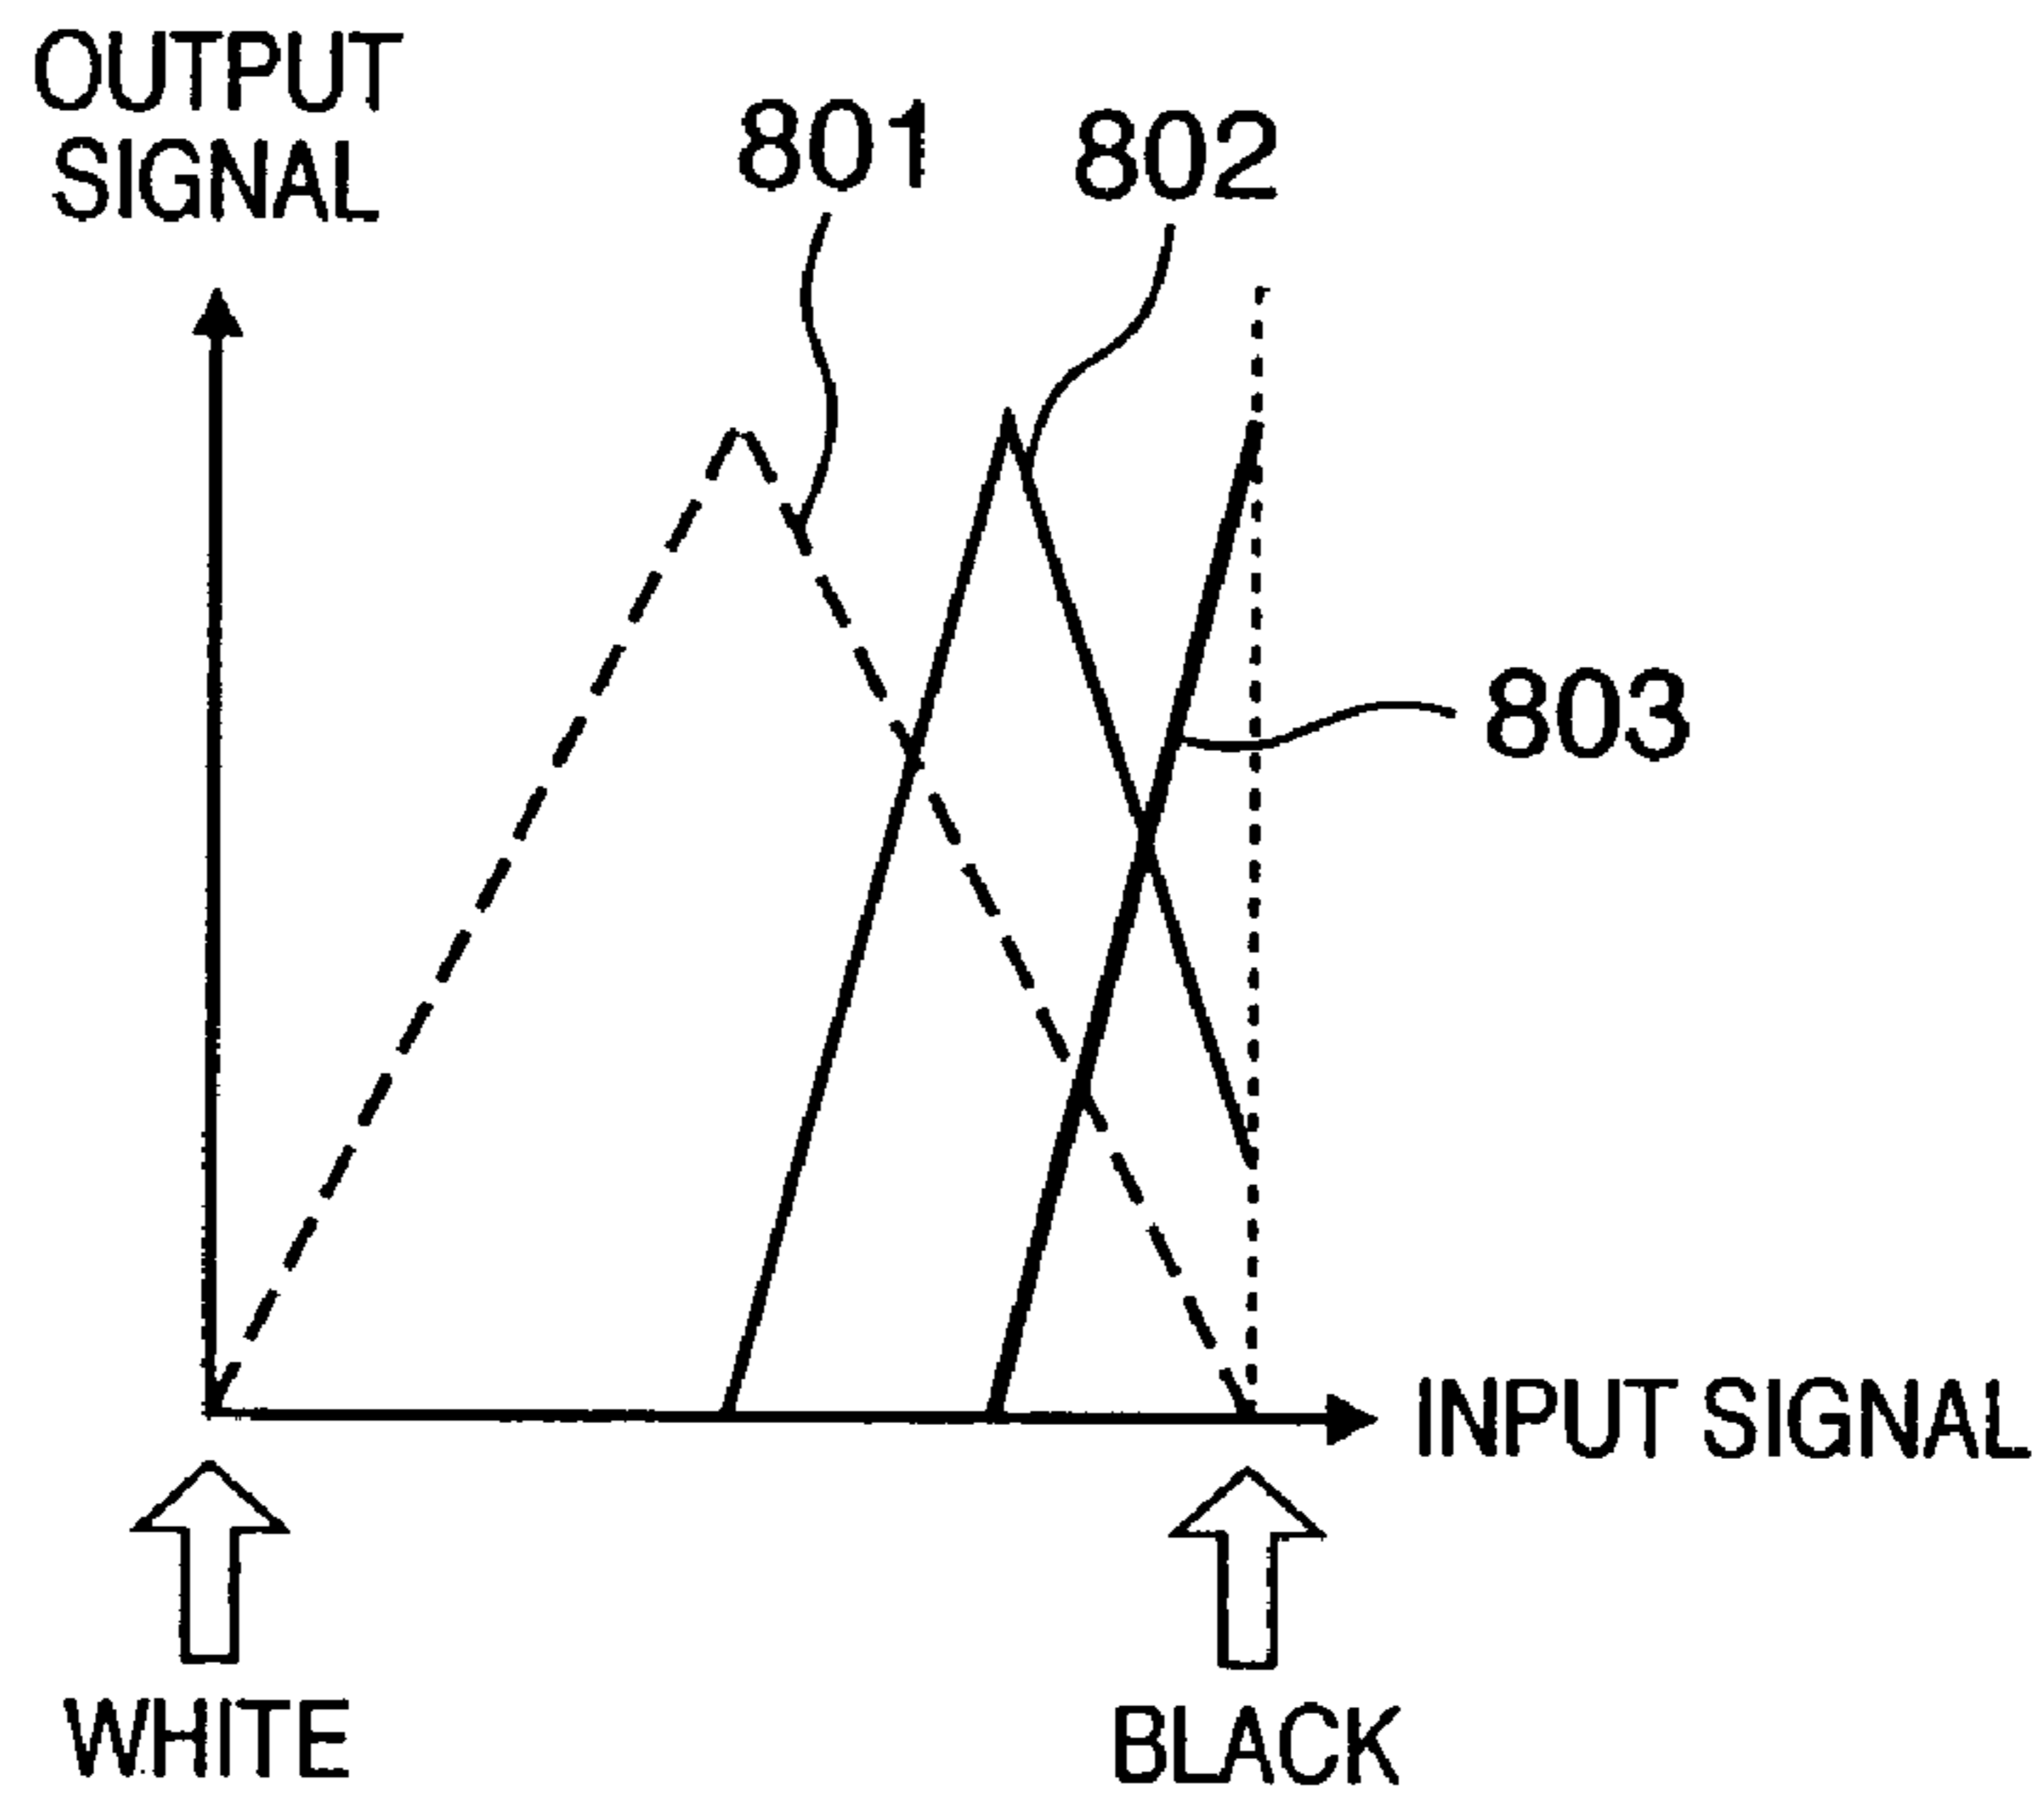 OUTPUT
SIGNAL
801
802
803
INPUT SIGNAL
WHITE
BLACK